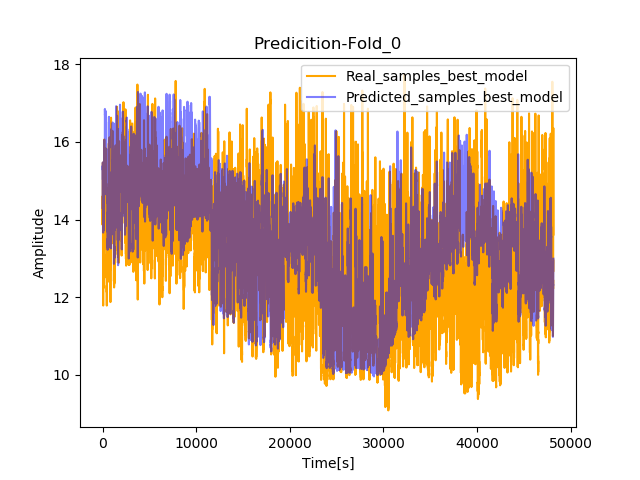 Predicition-Fold_0
Real_samples_best_model
Predicted_samples_best_model
18
16
14
12
10
Amplitude
0
10000
20000
30000
40000
50000
Time[s]